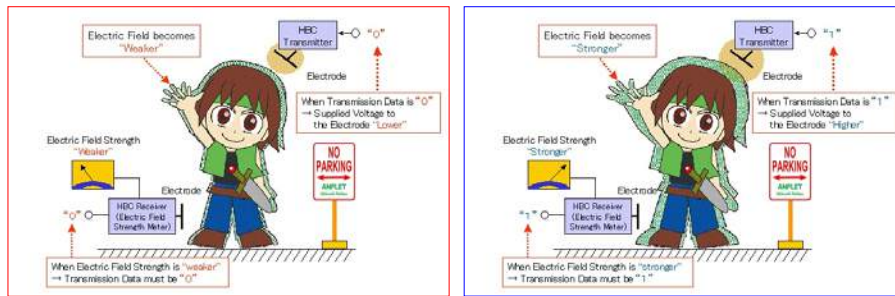 HBC
Transmitter
“0”
Electric Field becomes
“Weaker”
Electrode
When Transmission Data is “0”
→ Supplied Voltage to
the Electrode “Lower”
Electric Field Strength
“Weaker”
NO
PARKING
AMPLET
Electrode
“0”
HBC Receiver
(Electric Field
Strength Meter)
When Electric Field Strength is “weaker”
→ Transmission Data must be “0”
HBC
Transmitter
“1”
Electric Field becomes
“Stronger”
Electrode
When Transmission Data is “1”
→ Supplied Voltage to
the Electrode “Higher”
Electric Field Strength
“Stronger”
NO
PARKING
AMPLET
Electrode
“1”
HBC Receiver
(Electric Field
Strength Meter)
When Electric Field Strength is “stronger”
→ Transmission Data must be “1”